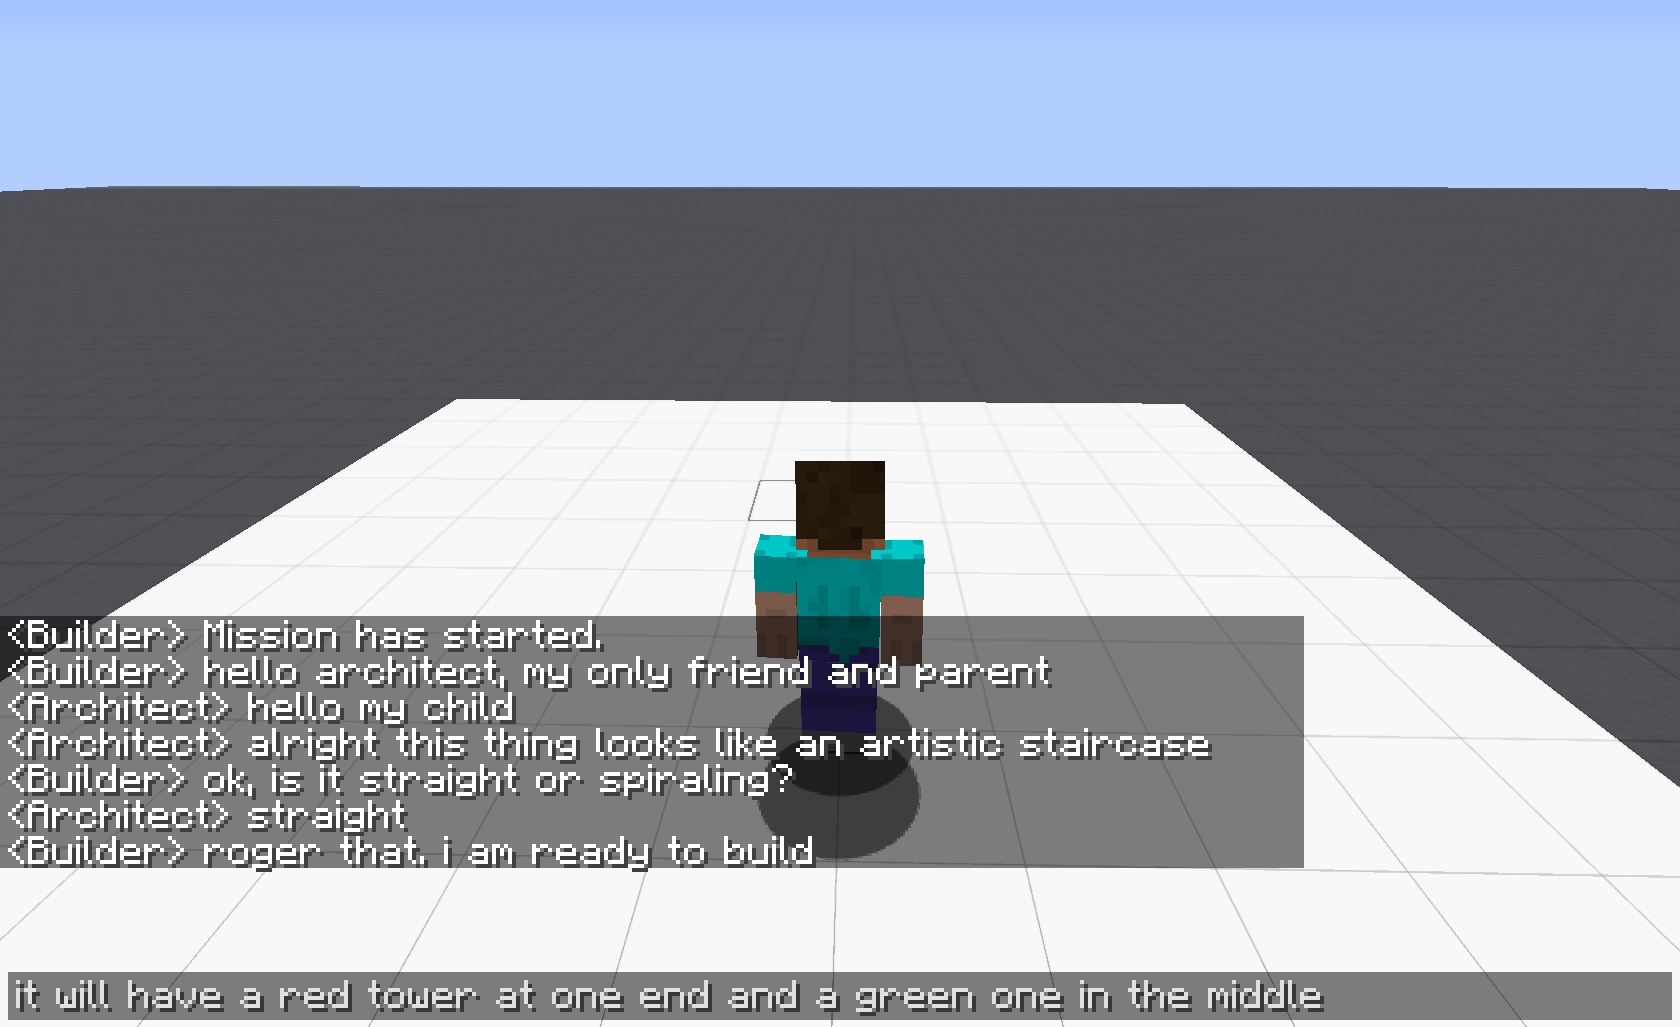 <Builder> Mission has started.
<Builder> hello architect, my only friend and parent
<Architect> hello my child
<Architect> alright this thing looks like an artistic staircase
<Builder> ok, is it straight or spiraling?
<Architect> straight
<Builder> roger that. i am ready to build
it will have a red tower at one end and a green one in the middle